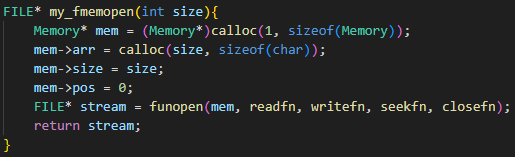 FILE* my_fmemopen(int size){
    Memory* mem = (Memory*)calloc(1, sizeof(Memory));
    mem->arr = calloc(size, sizeof(char));
    mem->size = size;
    mem->pos = 0;
    FILE* stream = funopen(mem, readfn, writefn, seekfn, closefn);
    return stream;
}